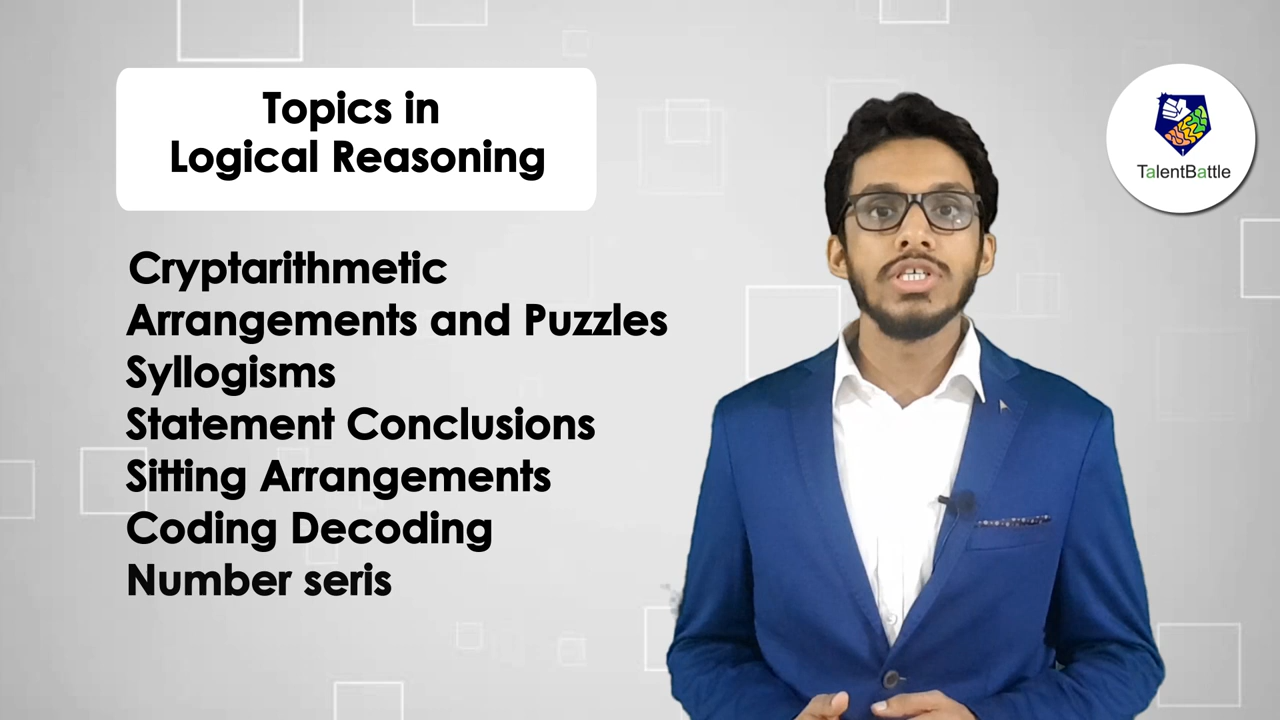 Topics in
Logical Reasoning
TalentBattle
Cryptarithmetic
Arrangements and Puzzles
Syllogisms
Statement Conclusions
Sitting Arrangements
Coding Decoding
Number seris